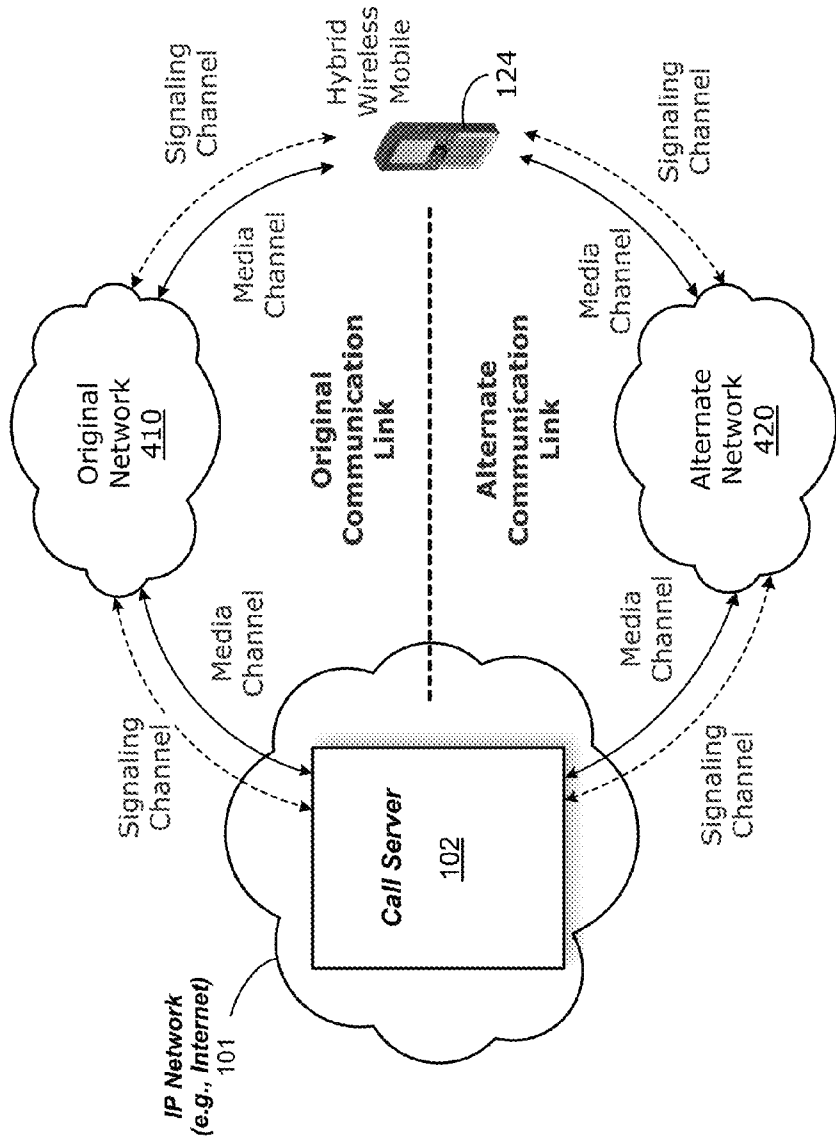 IP Network
(e.g., Internet)
101
Call Server
102
Signaling
Channel
Media
Channel
Original
Network
410
Media
Channel
Signaling
Channel
Original
Communication
Link
Alternate
Communication
Link
Hybrid
Wireless
Mobile
124
Signaling
Channel
Media
Channel
Alternate
Network
420
Media
Channel
Signaling
Channel